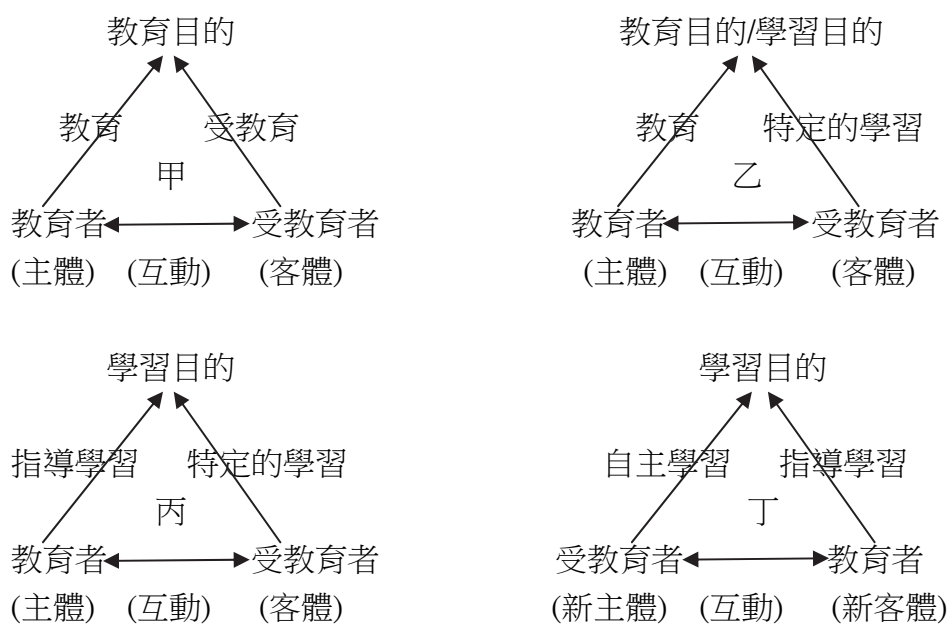 教育目的
教育 受教育
甲
教育者 受教育者
(主體) (互動) (客體)
教育目的/學習目的
教育 特定的學習
乙
教育者 受教育者
(主體) (互動) (客體)
學習目的
指導學習 特定的學習
丙
教育者 受教育者
(主體) (互動) (客體)
學習目的
自主學習 指導學習
丁
受教育者 教育者
(新主體) (互動) (新客體)